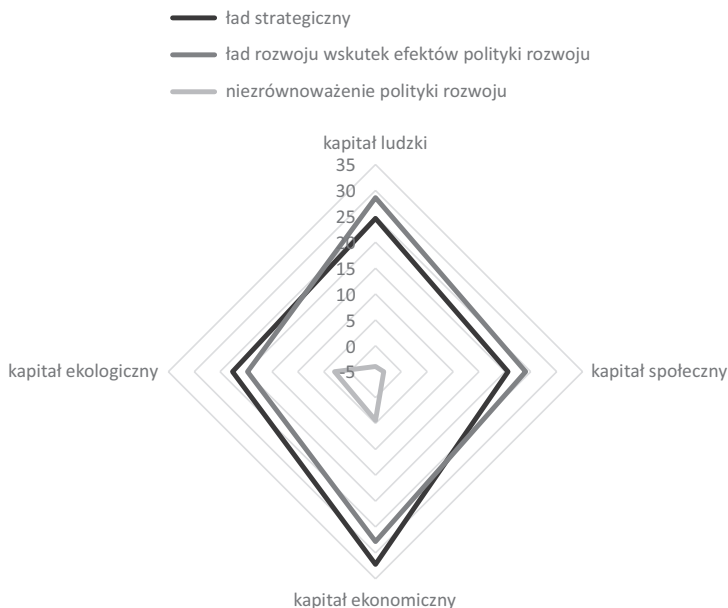 ład strategiczny
ład rozwoju wskutek efektów polityki rozwoju
niezrównoważenie polityki rozwoju
kapitał ludzki
35
30
25
20
15
10
5
0
-5
kapitał ekologiczny
kapitał społeczny
kapitał ekonomiczny